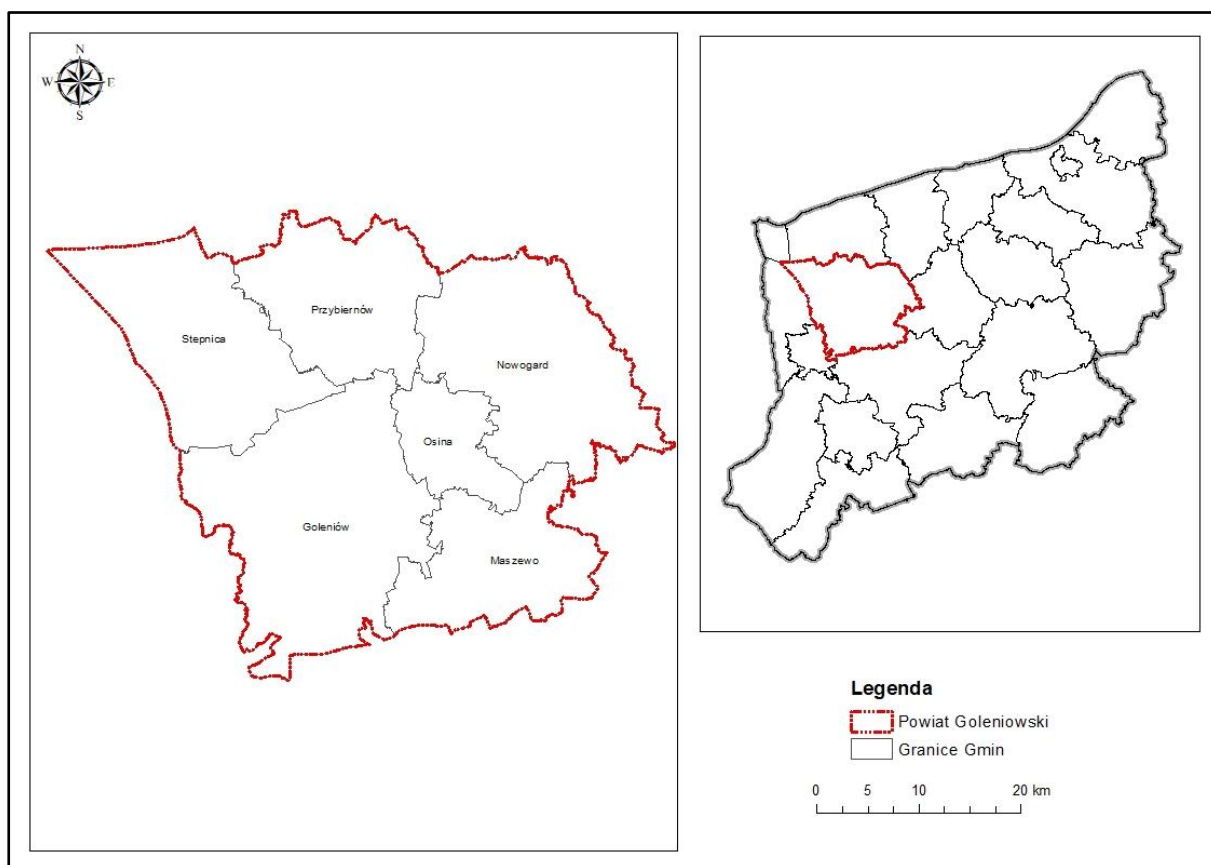 N
W E
S
Przybiernów
Stepnica
Nowogard
Osina
Goleniów
Maszewo
Legenda
Powiat Goleniowski
Granice Gmin
0 5 10 20 km